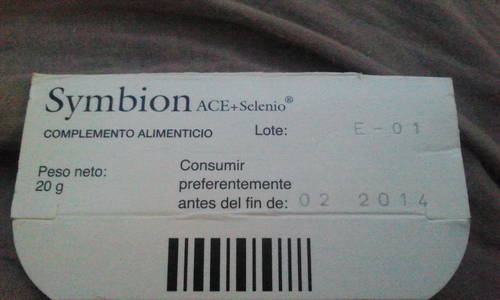 Symbion ACE+Selenio®
COMPLEMENTO ALIMENTICIO Lote: E-01
Peso neto:
20 g
Consumir
preferentemente
antes del fin de: 02 2014